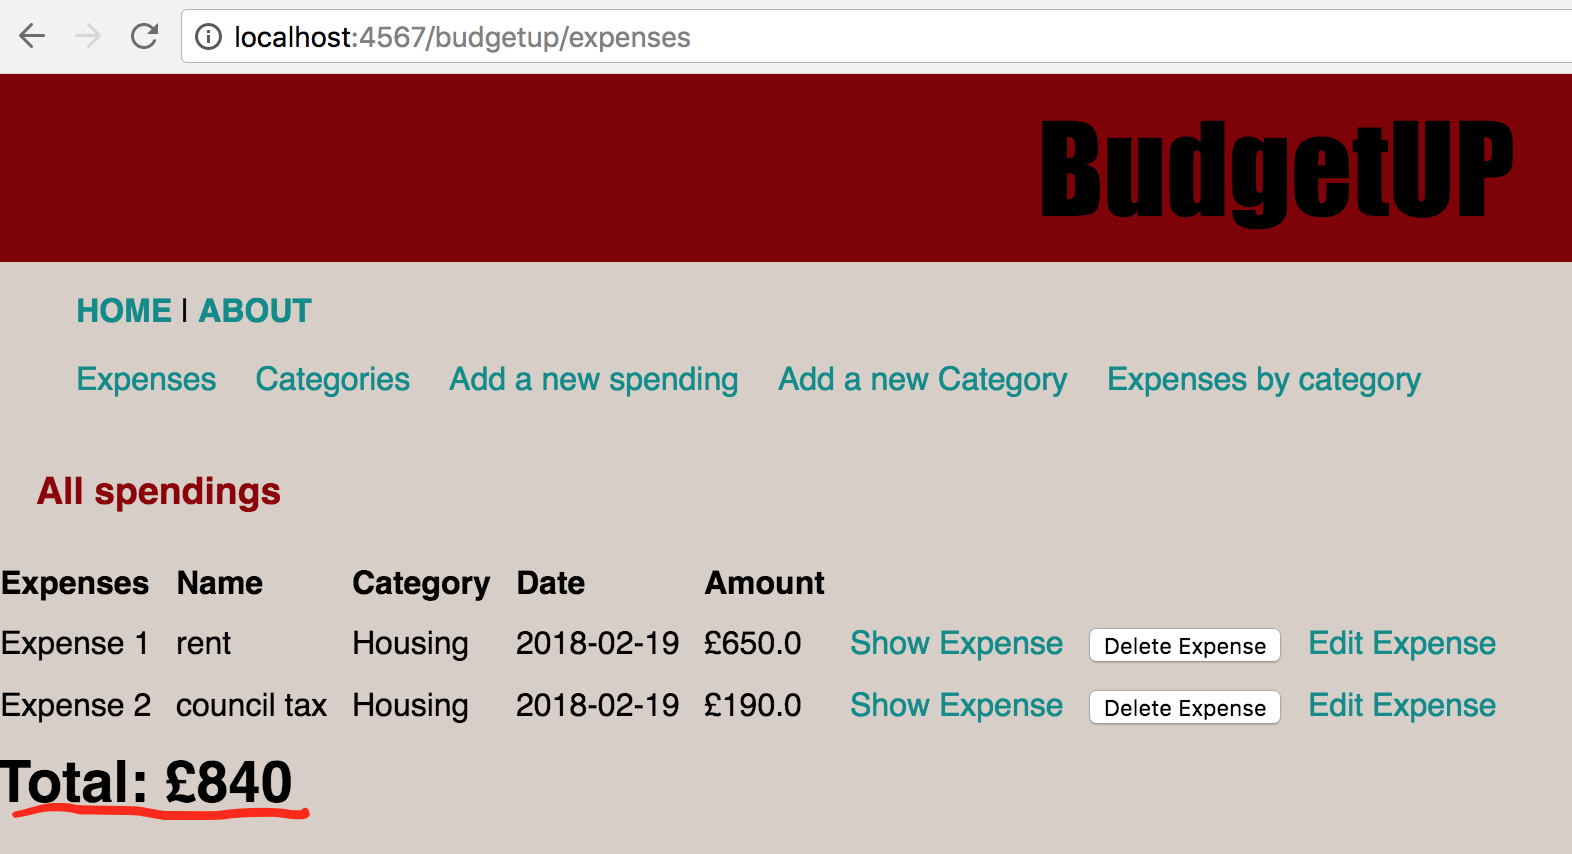 localhost:4567/budgetup/expenses
BudgetUP
HOME | ABOUT
Expenses Categories Add a new spending Add a new Category Expenses by category
All spendings
Expenses Name Category Date Amount
Expense 1 rent Housing 2018-02-19 £650.0 Show Expense Delete Expense Edit Expense
Expense 2 council tax Housing 2018-02-19 £190.0 Show Expense Delete Expense Edit Expense
Total: £840